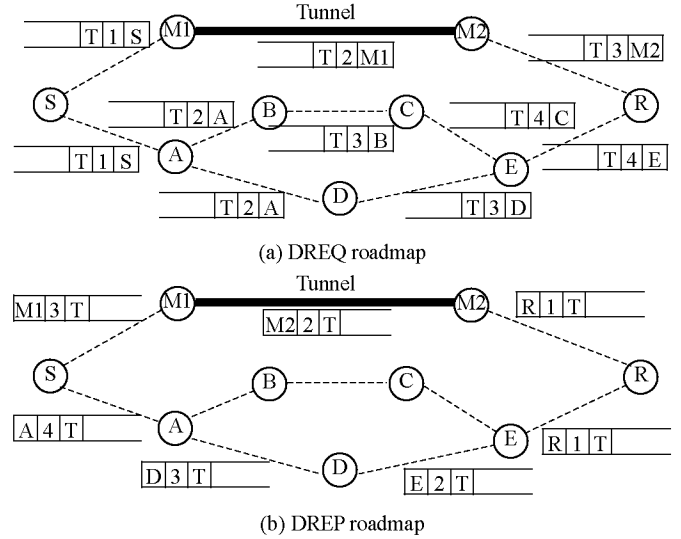 Tunnel
T 1 S
M1
M2
T 2 M1
T 3 M2
S
T 2 A
B
C
T 4 C
R
T 3 B
T 1 S
A
E
T 4 E
T 2 A
D
T 3 D
(a) DREQ roadmap
Tunnel
M1 3 T
M1
M2
R 1 T
M2 2 T
S
B
C
R
A 4 T
A
E
R 1 T
D 3 T
D
E 2 T
(b) DREP roadmap